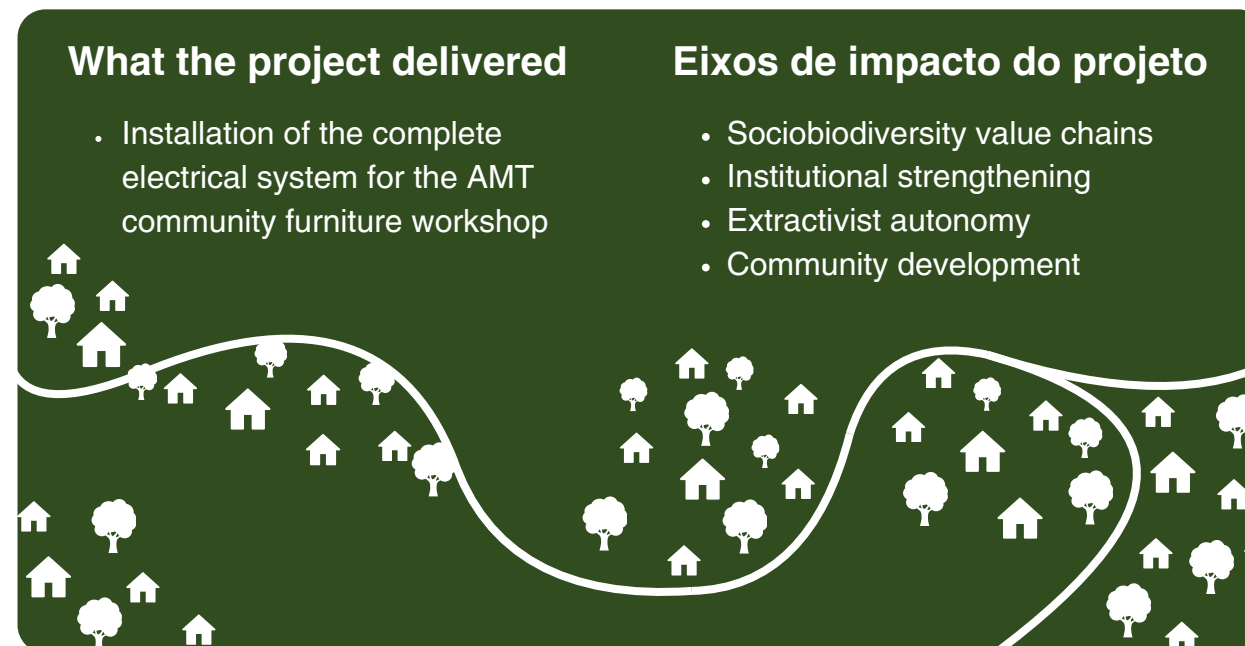 What the project delivered
• Installation of the complete
electrical system for the AMT
community furniture workshop
Eixos de impacto do projeto
• Sociobiodiversity value chains
• Institutional strengthening
• Extractivist autonomy
• Community development